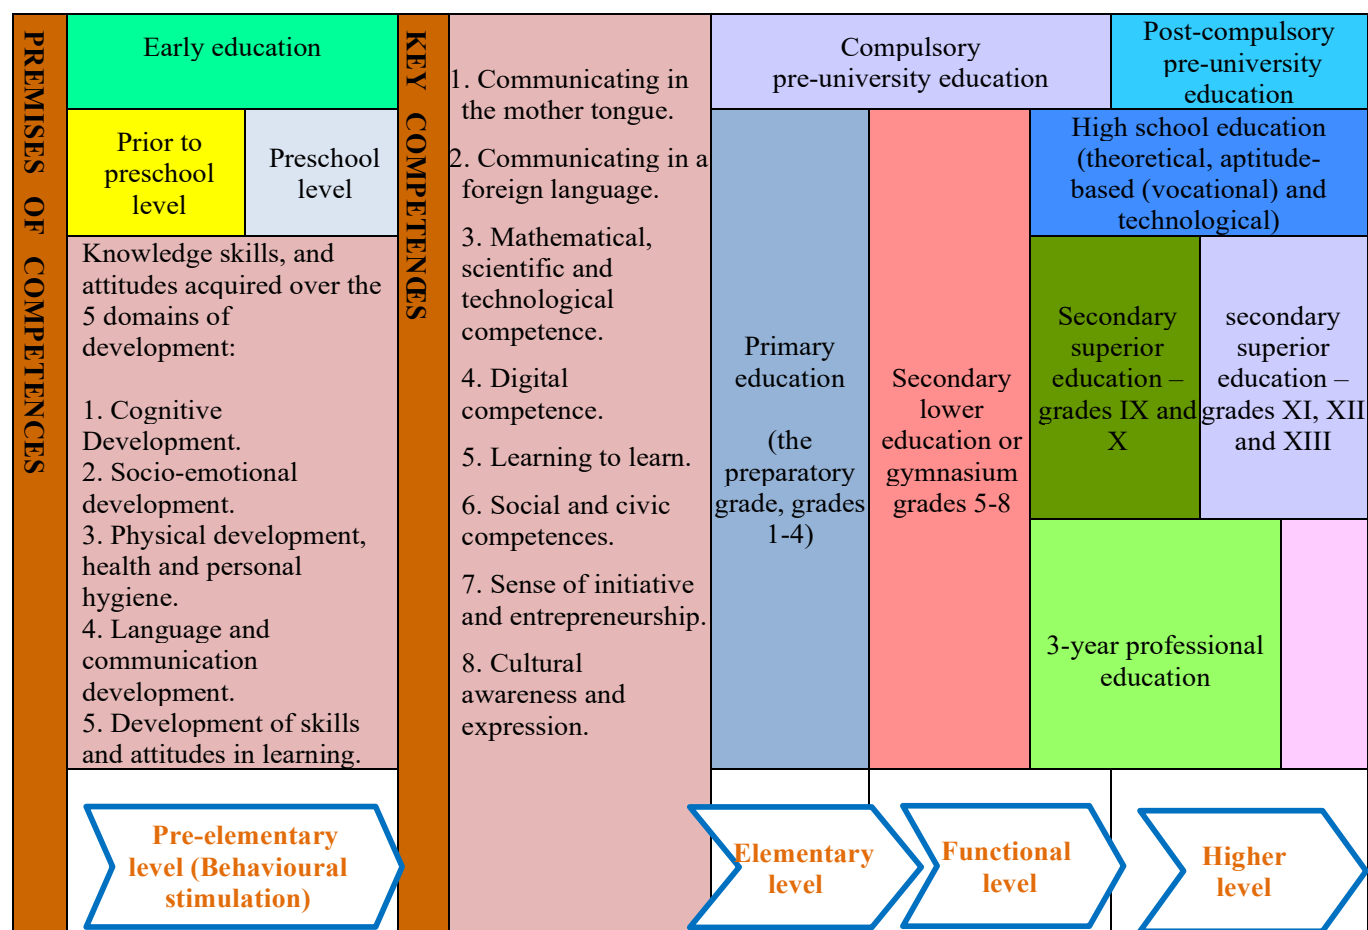 PREMISES OF COMPETENCES
Early education
Prior to
preschool
level
Preschool
level
Knowledge skills, and
attitudes acquired over the
5 domains of
development:
1. Cognitive
Development.
2. Socio-emotional
development.
3. Physical development,
health and personal
hygiene.
4. Language and
communication
development.
5. Development of skills
and attitudes in learning.
Pre-elementary
level (Behavioural
stimulation)
KEY COMPETENCES
1. Communicating in
the mother tongue.
2. Communicating in a
foreign language.
3. Mathematical,
scientific and
technological
competence.
4. Digital
competence.
5. Learning to learn.
6. Social and civic
competences.
7. Sense of initiative
and entrepreneurship.
8. Cultural
awareness and
expression.
Compulsory
pre-university education
Post-compulsory
pre-university
education
High school education
(theoretical, aptitude-
based (vocational) and
technological)
Primary
education
(the
preparatory
grade, grades
1-4)
Secondary
lower
education or
gymnasium
grades 5-8
Secondary
superior
education –
grades IX and
X
secondary
superior
education –
grades XI, XII
and XIII
3-year professional
education
Elementary
level
Functional
level
Higher
level